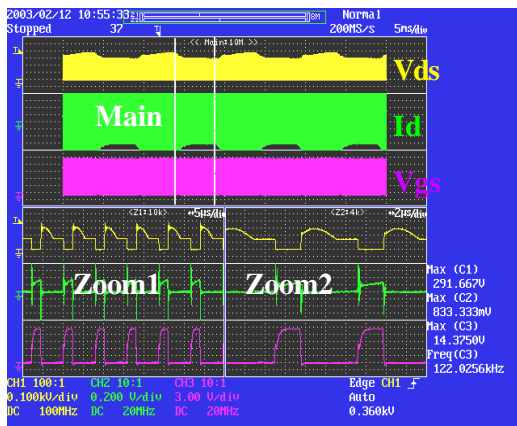 2003/02/12 10:55:33
8M
Normal
Stopped
37
200MS/s
5ms/div
<< Main:10M >>
Vds
Main
Id
Vgs
<Z1:10k>
5µs/div
<Z2:4k>
2µs/div
Zoom1
Zoom2
Max (C1)
291.667V
Max (C2)
833.333mV
Max (C3)
14.3750V
Freq(C3)
122.0256kHz
CH1 100:1 CH2 10:1 CH3 10:1 Edge CH1
0.100kV/div 0.200 V/div 3.00 V/div Auto
DC 100MHz DC 20MHz DC 20MHz 0.360kV